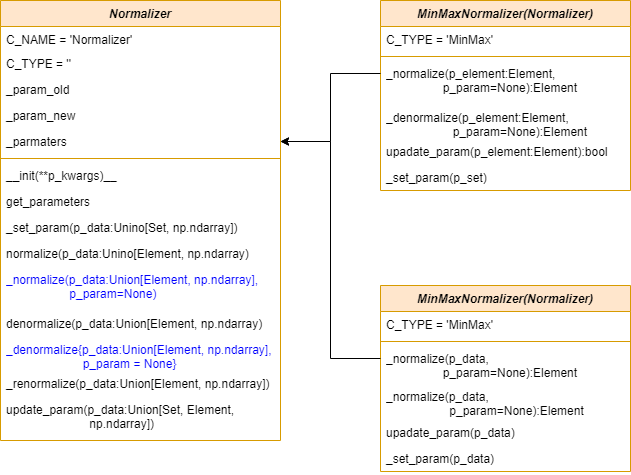 Normalizer
C_NAME = 'Normalizer'
C_TYPE = ''
_param_old
_param_new
_parmaters
__init(**p_kwargs)__
get_parameters
_set_param(p_data:Unino[Set, np.ndarray])
normalize(p_data:Unino[Element, np.ndarray)
_normalize(p_data:Union[Element, np.ndarray],
p_param=None)
denormalize(p_data:Union[Element, np.ndarray)
_denormalize{p_data:Union[Element, np.ndarray],
p_param = None}
_renormalize(p_data:Union[Element, np.ndarray])
update_param(p_data:Union[Set, Element,
np.ndarray])
MinMaxNormalizer(Normalizer)
C_TYPE = 'MinMax'
_normalize(p_element:Element,
p_param=None):Element
_denormalize(p_element:Element,
p_param=None):Element
upadate_param(p_element:Element):bool
_set_param(p_set)
MinMaxNormalizer(Normalizer)
C_TYPE = 'MinMax'
_normalize(p_data,
p_param=None):Element
_normalize(p_data,
p_param=None):Element
upadate_param(p_data)
_set_param(p_data)